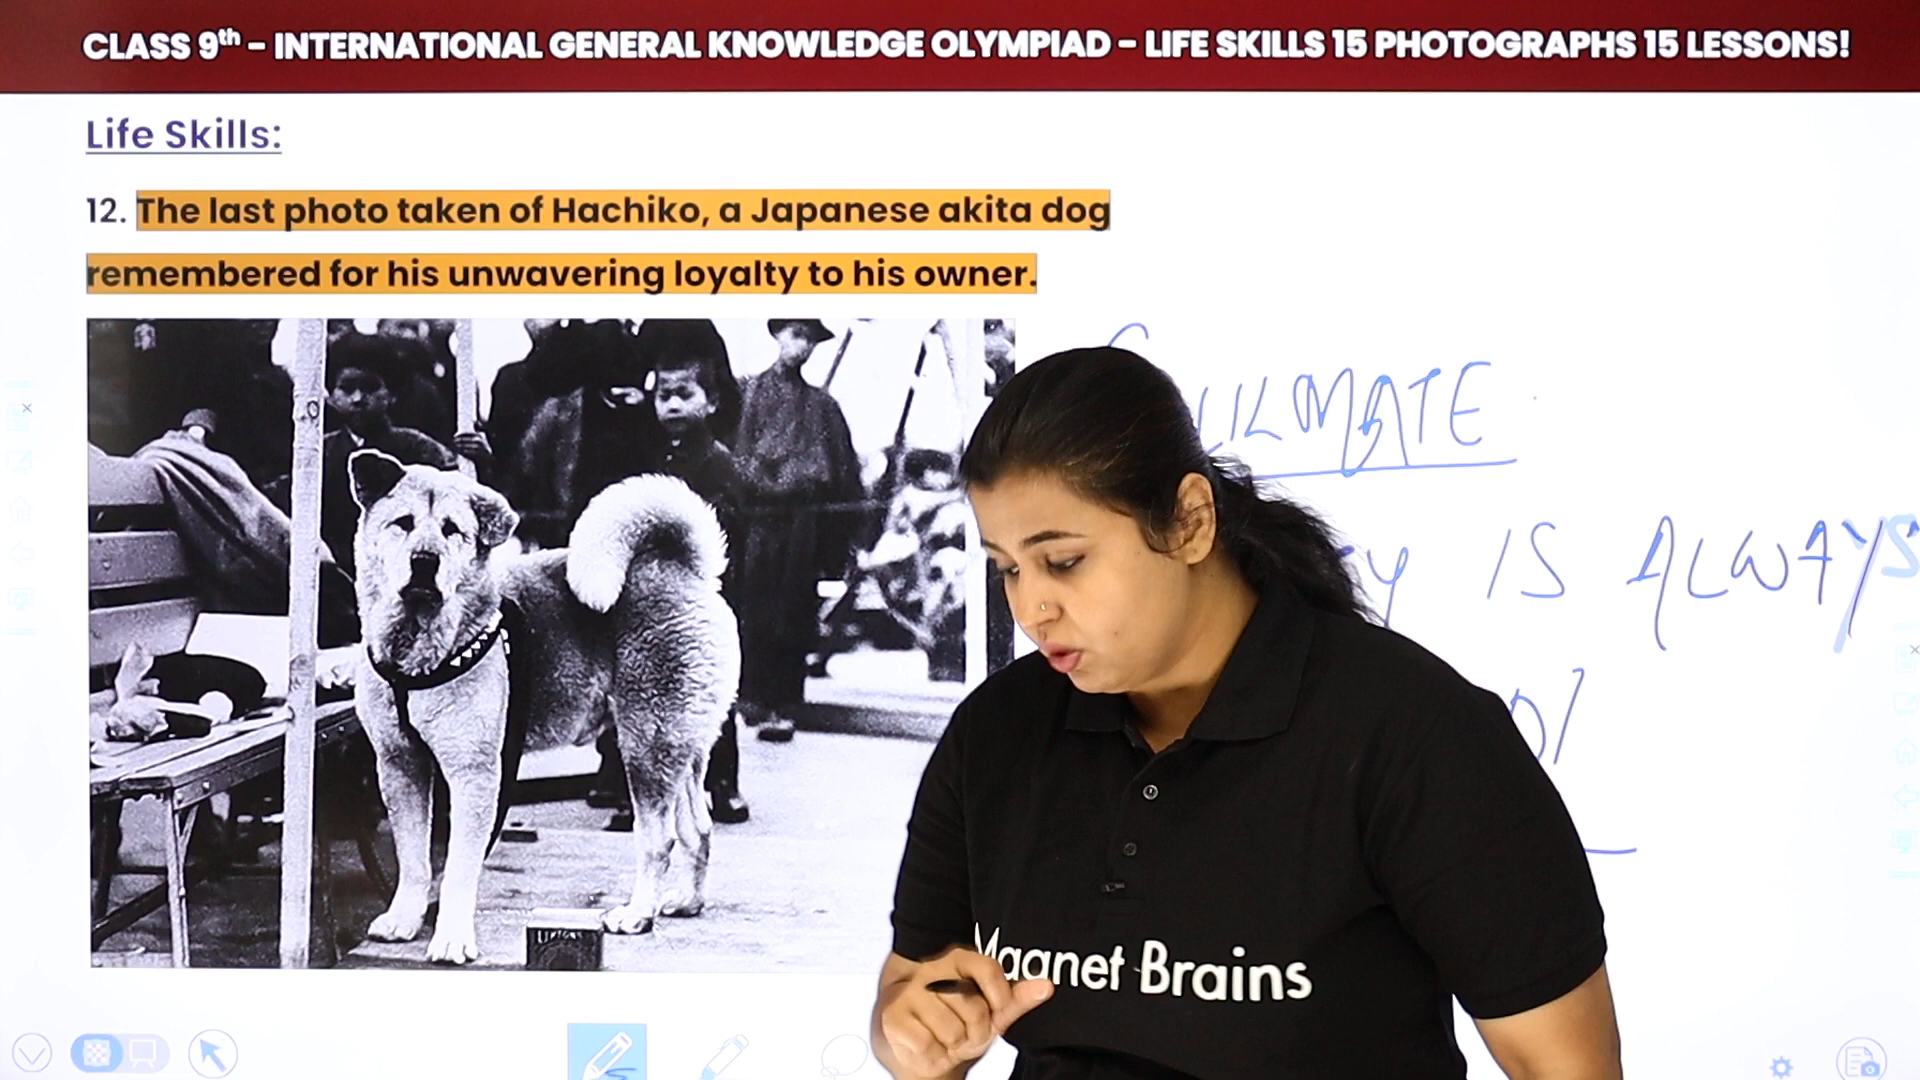 CLASS 9th – INTERNATIONAL GENERAL KNOWLEDGE OLYMPIAD – LIFE SKILLS 15 PHOTOGRAPHS 15 LESSONS!
Life Skills:
12. The last photo taken of Hachiko, a Japanese akita dog
remembered for his unwavering loyalty to his owner.
IS ALWAYS
Magnet Brains